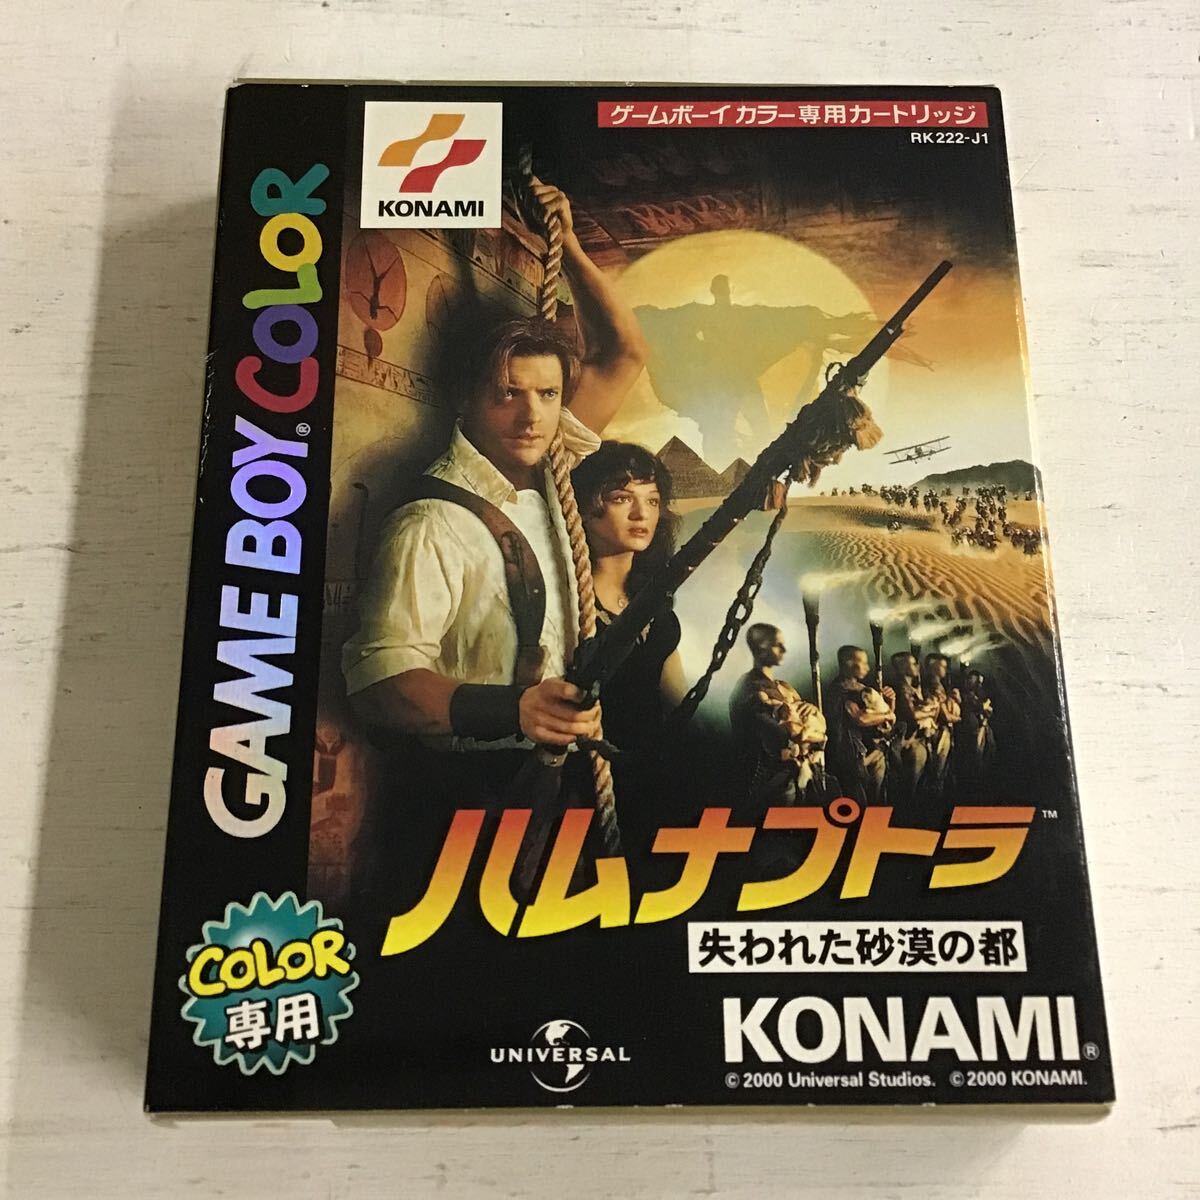 KONAMI
ゲームボーイ カラー専用カートリッジ
RK222-J1
GAME BOY® COLOR
ハムナプトラ™
失われた砂漠の都
COLOR
専用
UNIVERSAL
KONAMI®
© 2000 Universal Studios. © 2000 KONAMI.